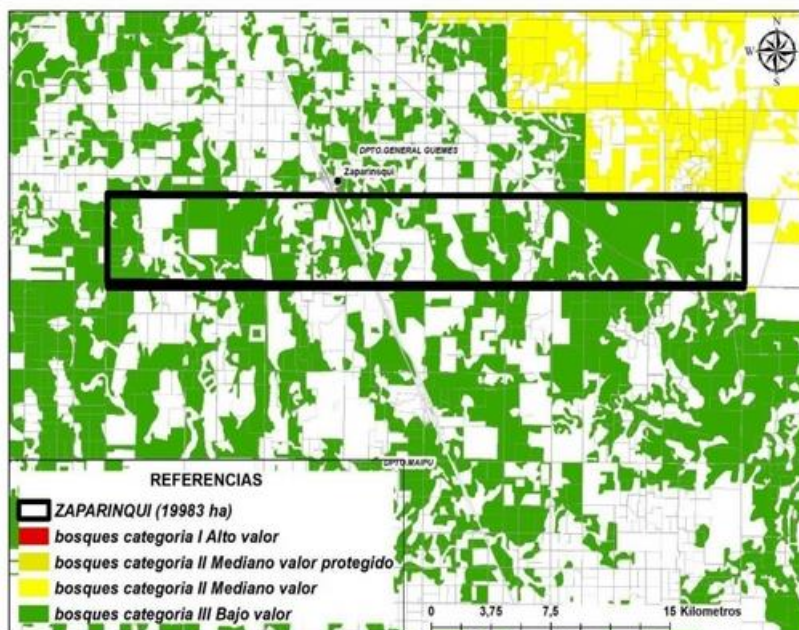 N
W
S
DPTO.GENERAL GUEMES
Zaparinsqui
DPTO.MAIPU
REFERENCIAS
ZAPARINQUI (19983 ha)
bosques categoria I Alto valor
bosques categoria II Mediano valor protegido
bosques categoria II Mediano valor
bosques categoria III Bajo valor
0 3,75 7,5 15 Kilometros